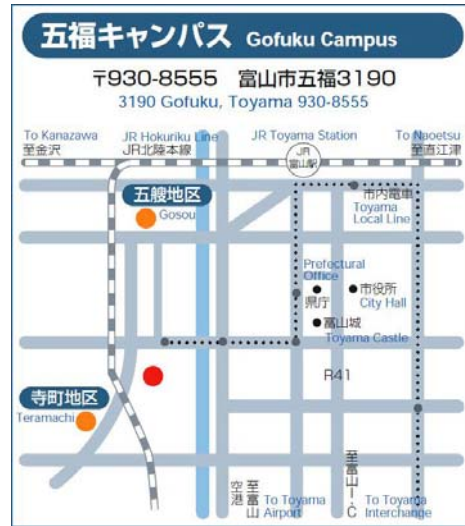 五福キャンパス Gofuku Campus
〒930-8555 富山市五福3190
3190 Gofuku, Toyama 930-8555
To Kanazawa
至金沢
JR Hokuriku Line
JR北陸本線
JR Toyama Station
JR
富山駅
To Naoetsu
至直江津
五艘地区
Gosou
市内電車
Toyama
Local Line
Prefectural
Office
県庁
市役所
City Hall
富山城
Toyama Castle
R41
寺町地区
Teramachi
至富山空港
To Toyama
Airport
至富山I・C
To Toyama
Interchange